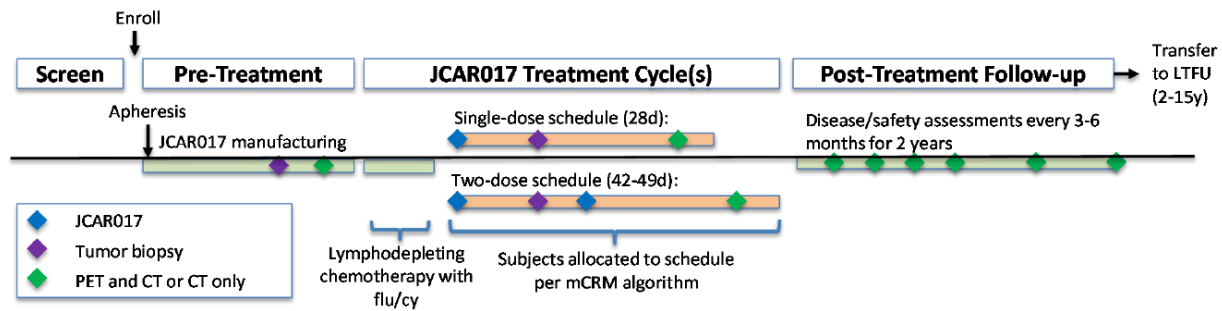 Enroll
Screen
Pre-Treatment
JCAR017 Treatment Cycle(s)
Post-Treatment Follow-up
Transfer
to LTFU
(2-15y)
Apheresis
JCAR017 manufacturing
Single-dose schedule (28d):
Disease/safety assessments every 3-6
months for 2 years
Two-dose schedule (42-49d):
JCAR017
Tumor biopsy
PET and CT or CT only
Lymphodepleting
chemotherapy with
flu/cy
Subjects allocated to schedule
per mCRM algorithm